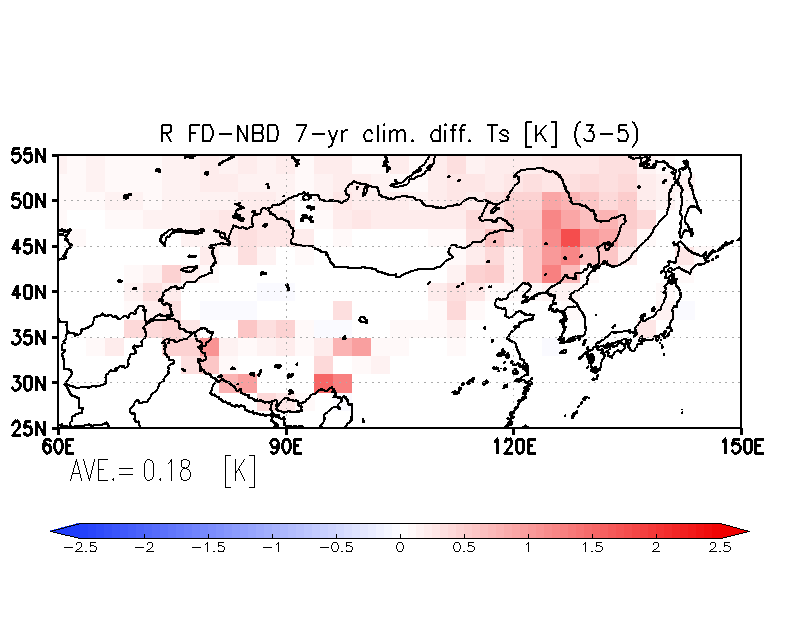 R FD-NBD 7-yr clim. diff. Ts [K] (3-5)
55N
50N
45N
40N
35N
30N
25N
60E 90E 120E 150E
AVE.= 0.18 [K]
-2.5 -2 -1.5 -1 -0.5 0 0.5 1 1.5 2 2.5